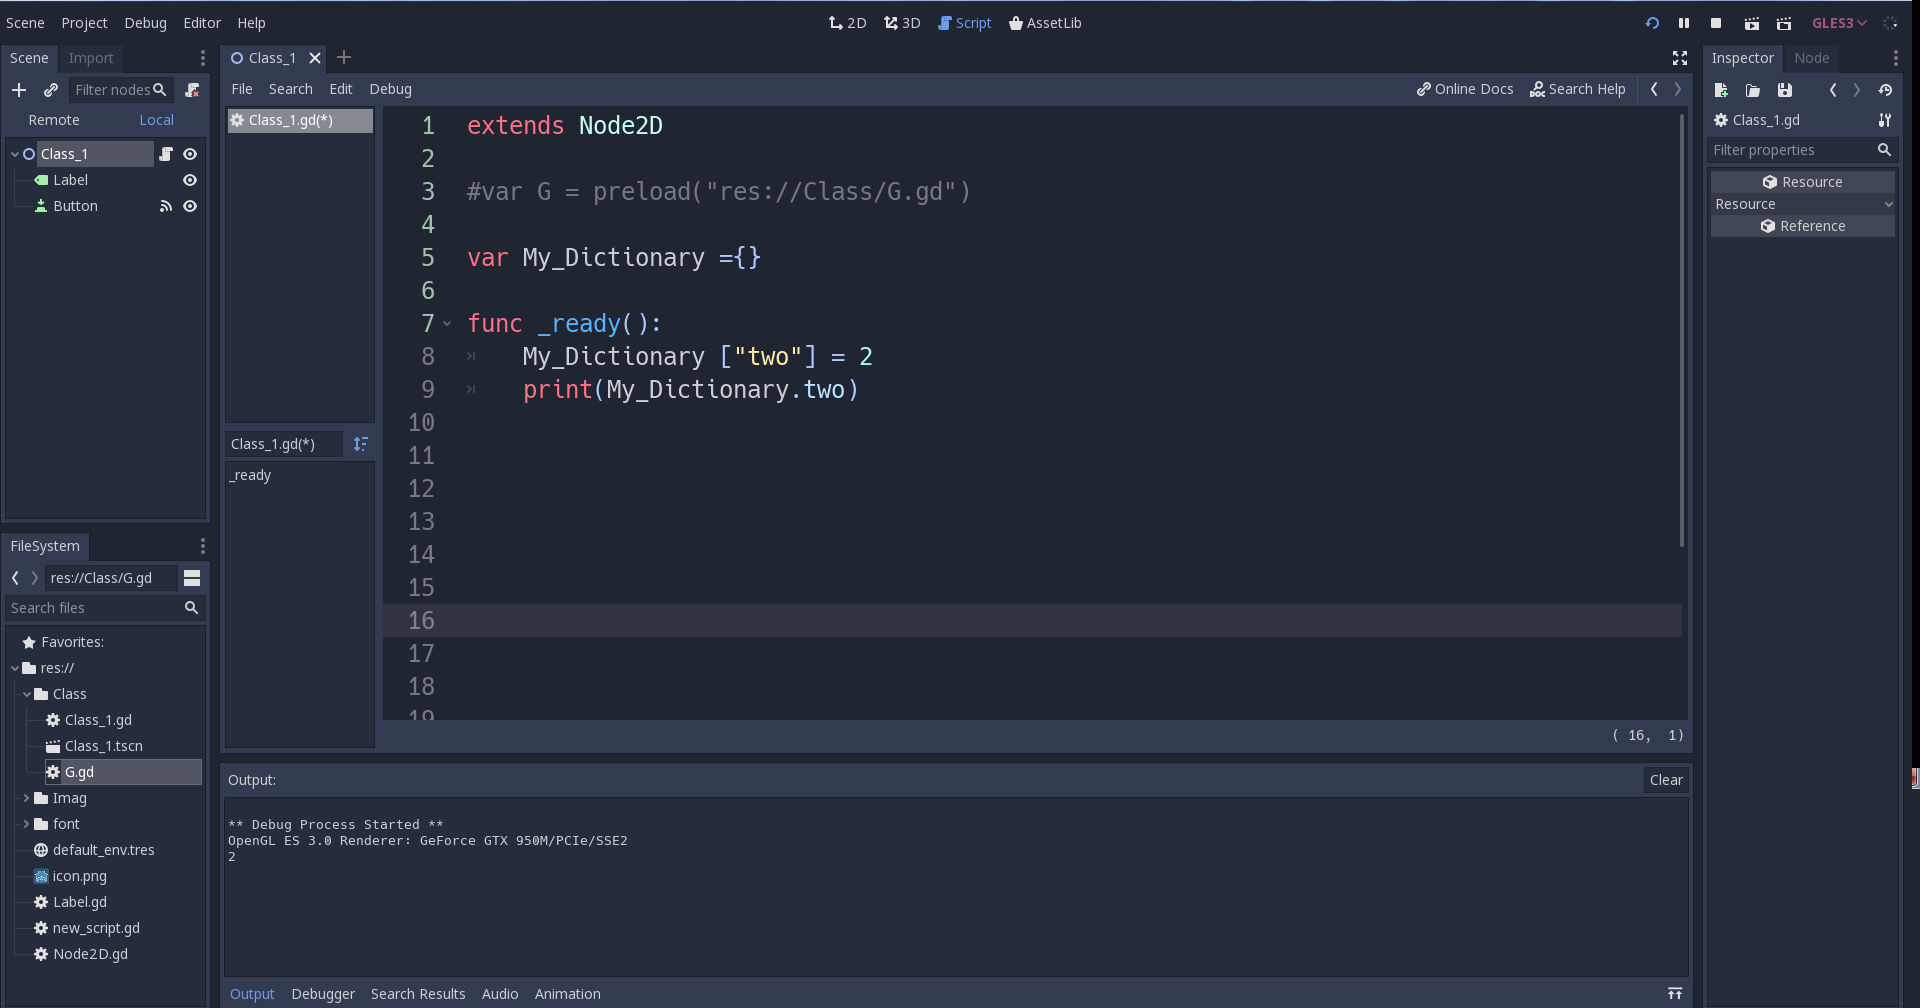 Scene Project Debug Editor Help 2D 3D Script AssetLib GLES3
Scene Import
Filter nodes
Remote Local
Class_1
Label
Button
FileSystem
res://Class/G.gd
Search files
Favorites:
res://
Class
Class_1.gd
Class_1.tscn
G.gd
Imag
font
default_env.tres
icon.png
Label.gd
new_script.gd
Node2D.gd
Class_1
File Search Edit Debug Online Docs Search Help
Class_1.gd(*)
Class_1.gd(*)
_ready
1 extends Node2D
2
3 #var G = preload("res://Class/G.gd")
4
5 var My_Dictionary ={}
6
7 func _ready():
8 My_Dictionary ["two"] = 2
9 print(My_Dictionary.two)
10
11
12
13
14
15
16
17
18
19
( 16, 1)
Output: Clear
** Debug Process Started **
OpenGL ES 3.0 Renderer: GeForce GTX 950M/PCIe/SSE2
2
Output Debugger Search Results Audio Animation
Inspector Node
Class_1.gd
Filter properties
Resource
Resource
Reference